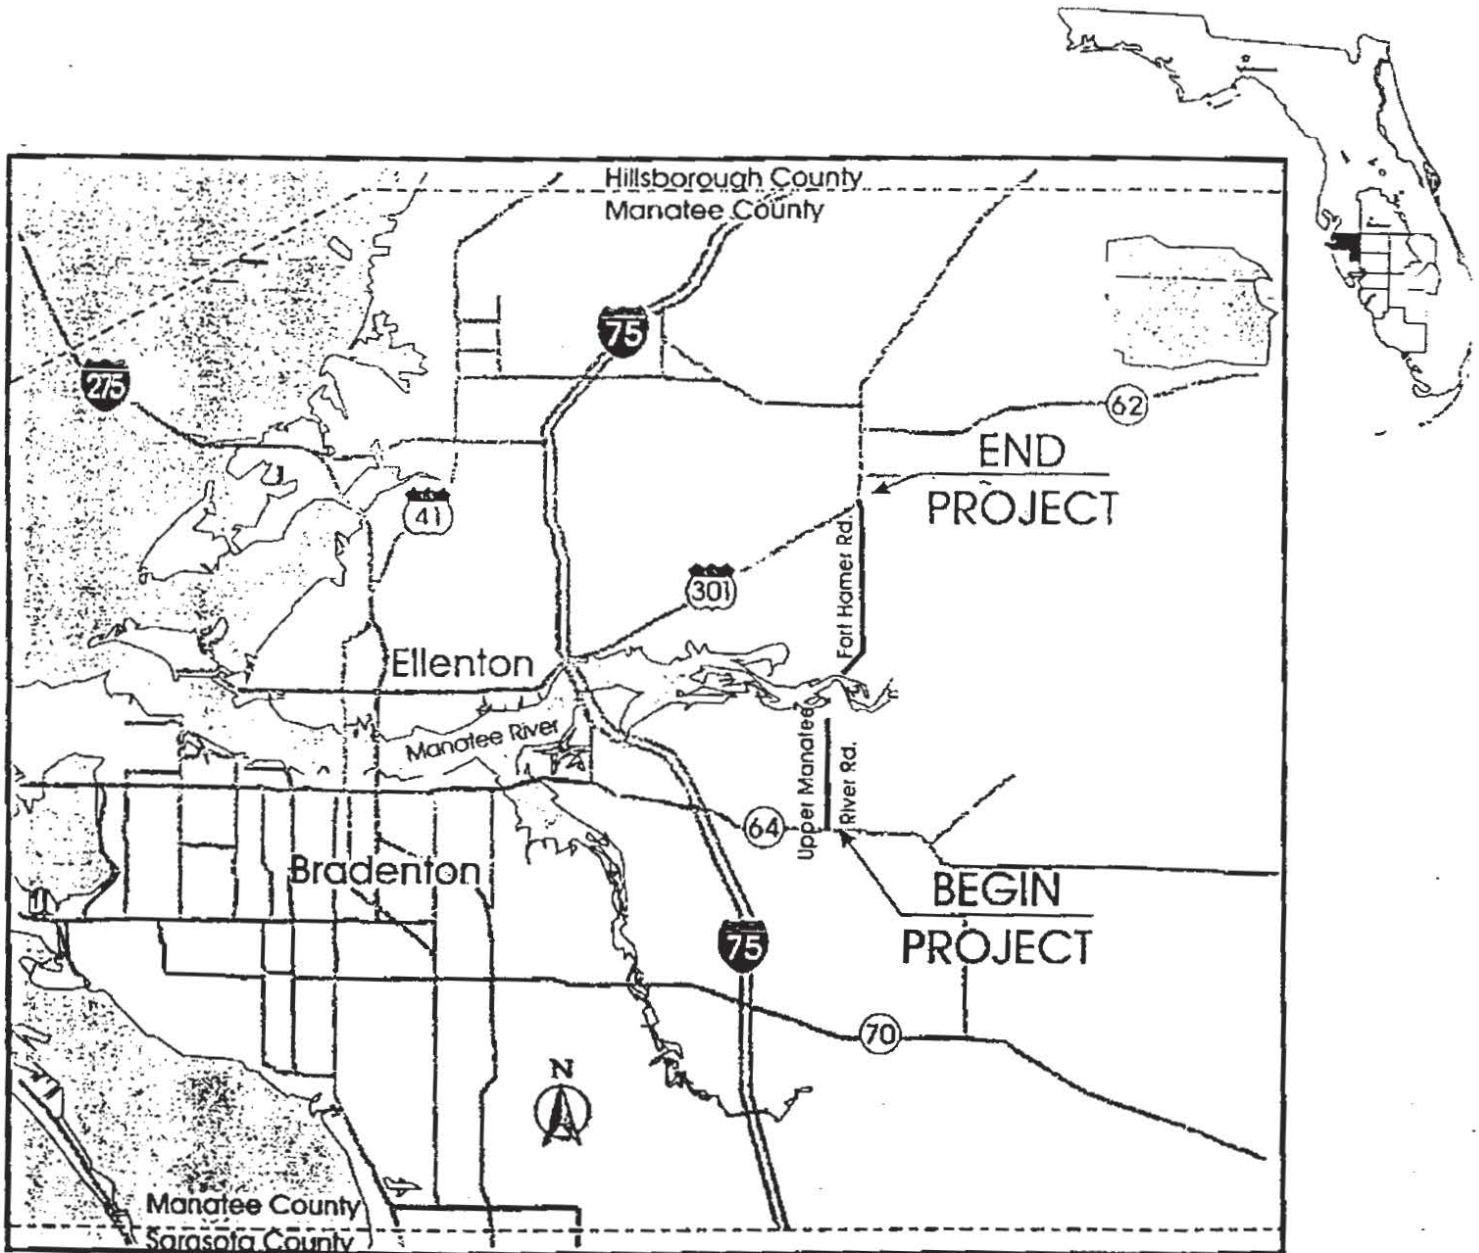 Hillsborough County
Manatee County
75
275
62
END
PROJECT
41
Fort Hamer Rd.
301
Ellenton
Manatee River
Upper Manatee
River Rd.
64
Bradenton
BEGIN
PROJECT
75
70
N
Manatee County
Sarasota County